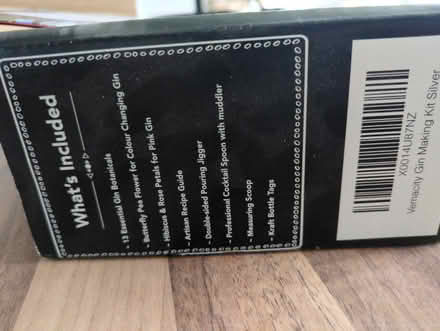 What's Included
- 12 Essential Gin Botanicals
- Butterfly Pea Flower for Colour Changing Gin
- Hibiscus & Rose Petals for Pink Gin
- Artisan Recipe Guide
- Double-sided Pouring Jigger
- Professional Cocktail Spoon with muddler
- Measuring Scoop
- Kraft Bottle Tags
X0014U87NZ
Vemacity Gin Making Kit Silver